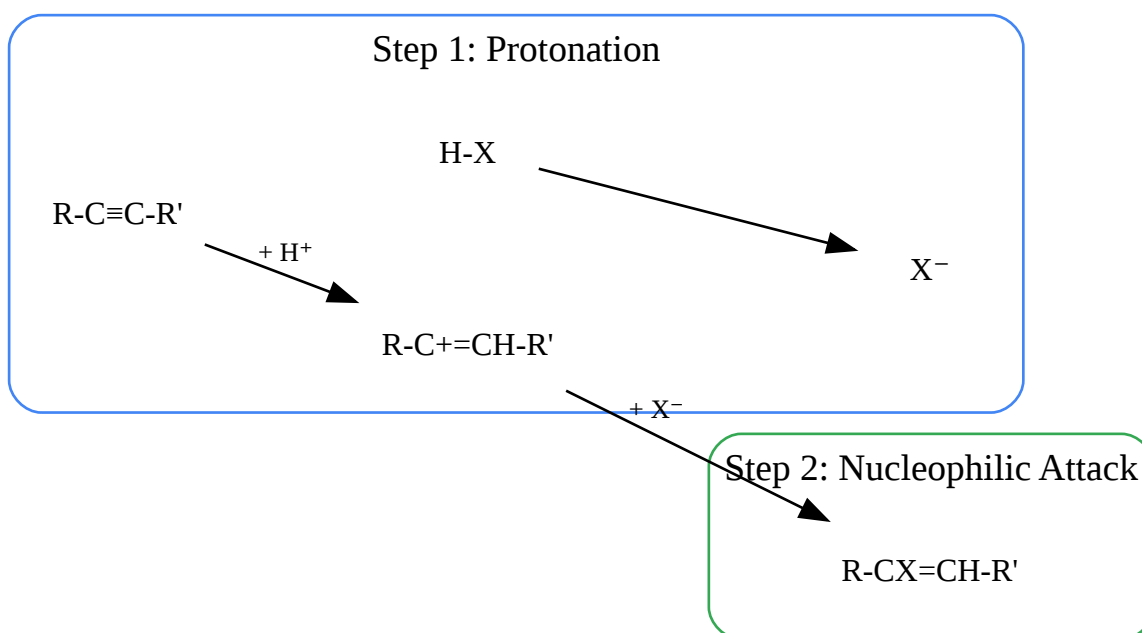 Step 1: Protonation
H-X
R-C≡C-R'
+ H⁺
X⁻
R-C+=CH-R'
+ X⁻
Step 2: Nucleophilic Attack
R-CX=CH-R'